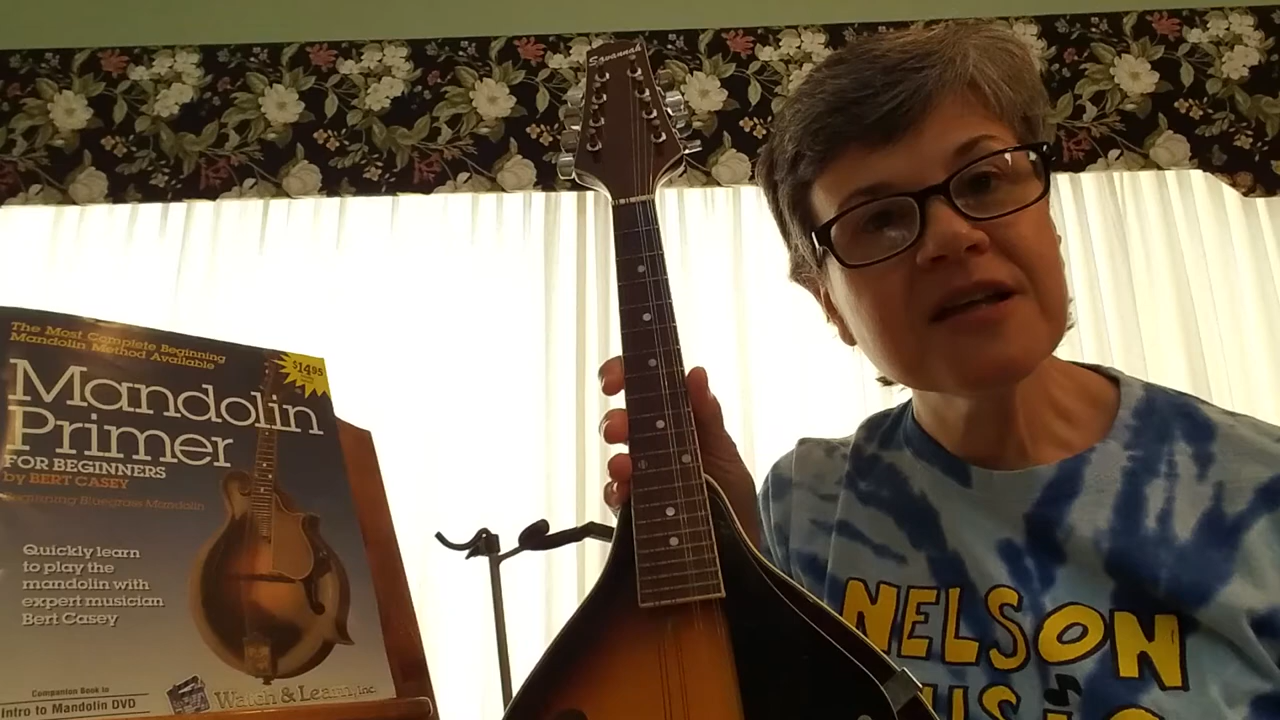 Savannah
The Most Complete Beginning
Mandolin Method Available
$14.95
Mandolin
Primer
FOR BEGINNERS
by BERT CASEY
Beginning Bluegrass Mandolin
Quickly learn
to play the
mandolin with
expert musician
Bert Casey
Companion Book to
Intro to Mandolin DVD
Watch & Learn, Inc.
NELSON
MUSIC